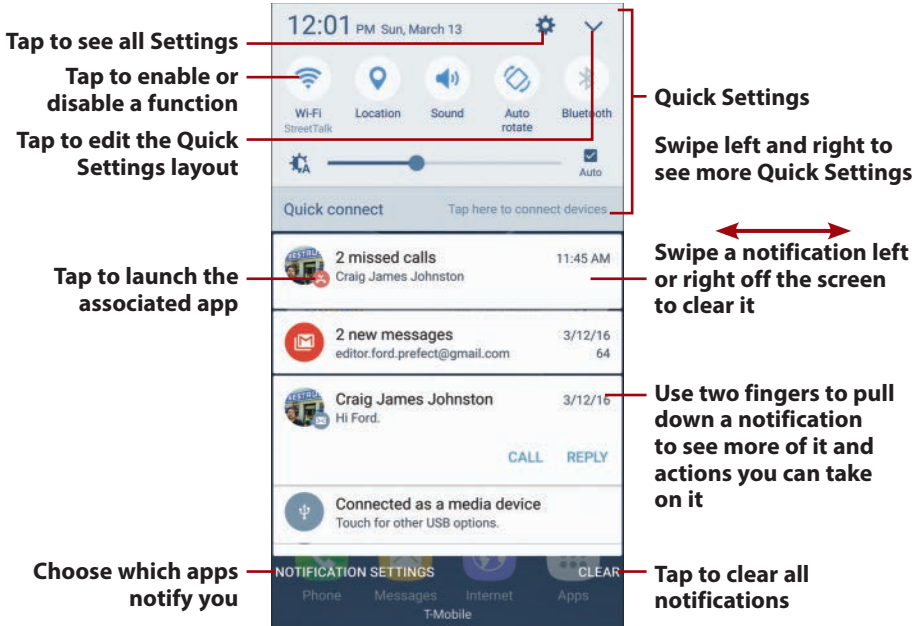 Tap to see all Settings
Tap to enable or
disable a function
Tap to edit the Quick
Settings layout
Tap to launch the
associated app
Choose which apps
notify you
12:01 PM Sun, March 13
Wi-Fi
StreetTalk
Location
Sound
Auto
rotate
Bluetooth
A
Auto
Quick connect
Tap here to connect devices
2 missed calls
11:45 AM
Craig James Johnston
2 new messages
3/12/16
editor.ford.prefect@gmail.com
64
Craig James Johnston
3/12/16
Hi Ford.
CALL
REPLY
Connected as a media device
Touch for other USB options.
NOTIFICATION SETTINGS
CLEAR
Phone
Messages
Internet
Apps
T-Mobile
Quick Settings
Swipe left and right to
see more Quick Settings
Swipe a notification left
or right off the screen
to clear it
Use two fingers to pull
down a notification
to see more of it and
actions you can take
on it
Tap to clear all
notifications